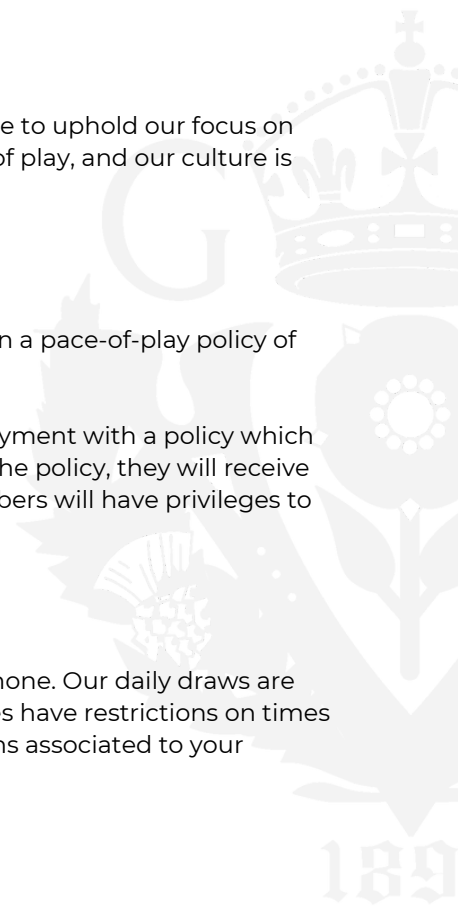 e to uphold our focus on
of play, and our culture is
n a pace-of-play policy of
yment with a policy which
he policy, they will receive
bers will have privileges to
hone. Our daily draws are
es have restrictions on times
ns associated to your
G
189